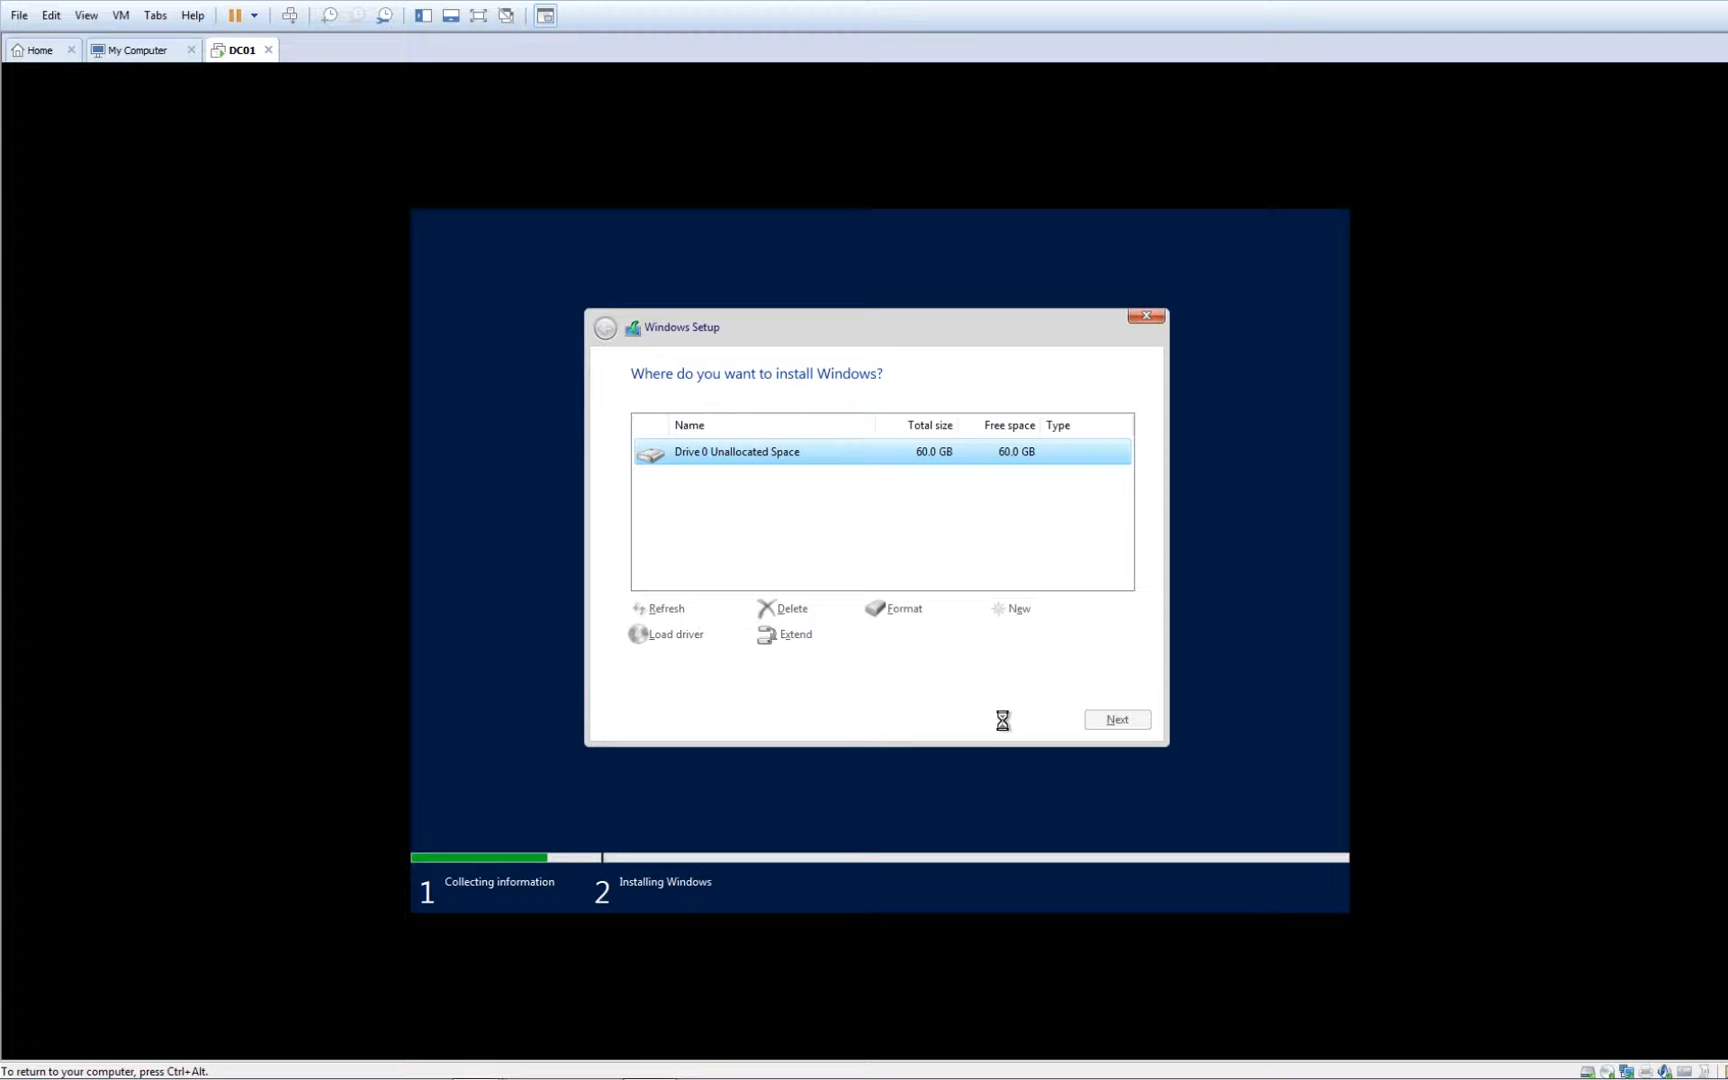 File Edit View VM Tabs Help
Home My Computer DC01
Windows Setup
Where do you want to install Windows?
Name Total size Free space Type
Drive 0 Unallocated Space 60.0 GB 60.0 GB
Refresh Delete Format New
Load driver Extend
Next
1 Collecting information 2 Installing Windows
To return to your computer, press Ctrl+Alt.